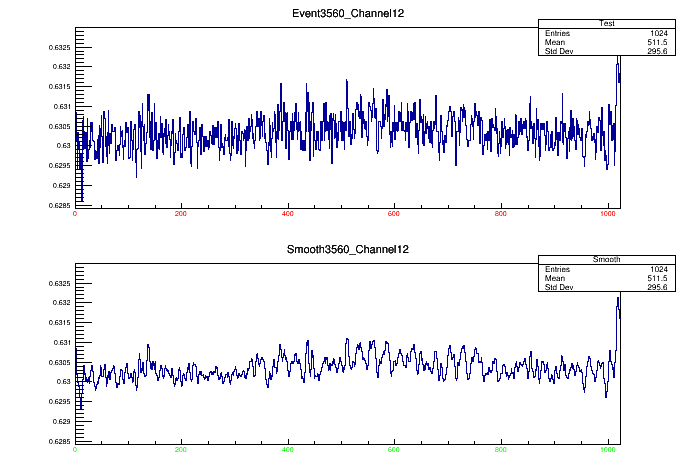 Event3560_Channel12
Test
Entries 1024
Mean 511.5
Std Dev 295.6
0.6325
0.632
0.6315
0.631
0.6305
0.63
0.6295
0.629
0.6285
0 200 400 600 800 1000
Smooth3560_Channel12
Smooth
Entries 1024
Mean 511.5
Std Dev 295.6
0.6325
0.632
0.6315
0.631
0.6305
0.63
0.6295
0.629
0.6285
0 200 400 600 800 1000